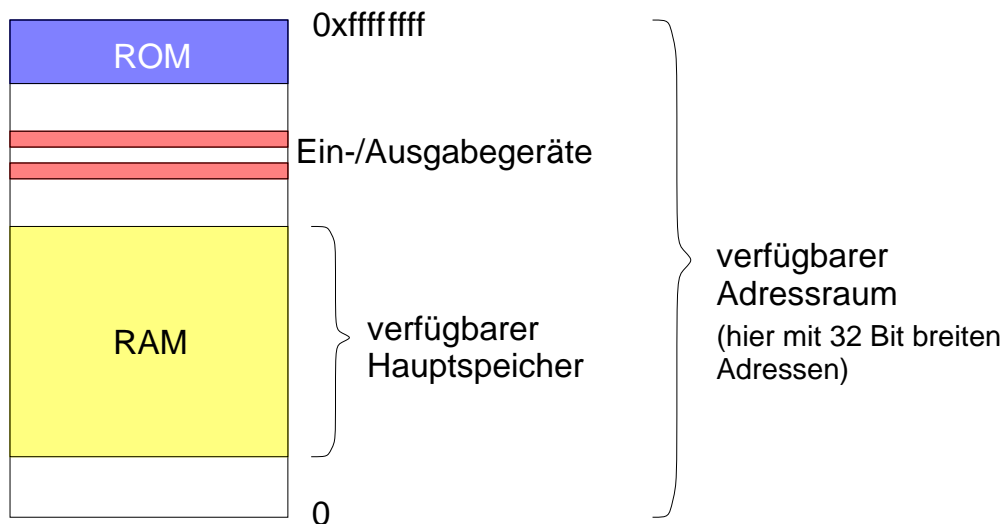 0xffffffff
ROM
Ein-/Ausgabegeräte
verfügbarer
Adressraum
(hier mit 32 Bit breiten
Adressen)
RAM
verfügbarer
Hauptspeicher
0